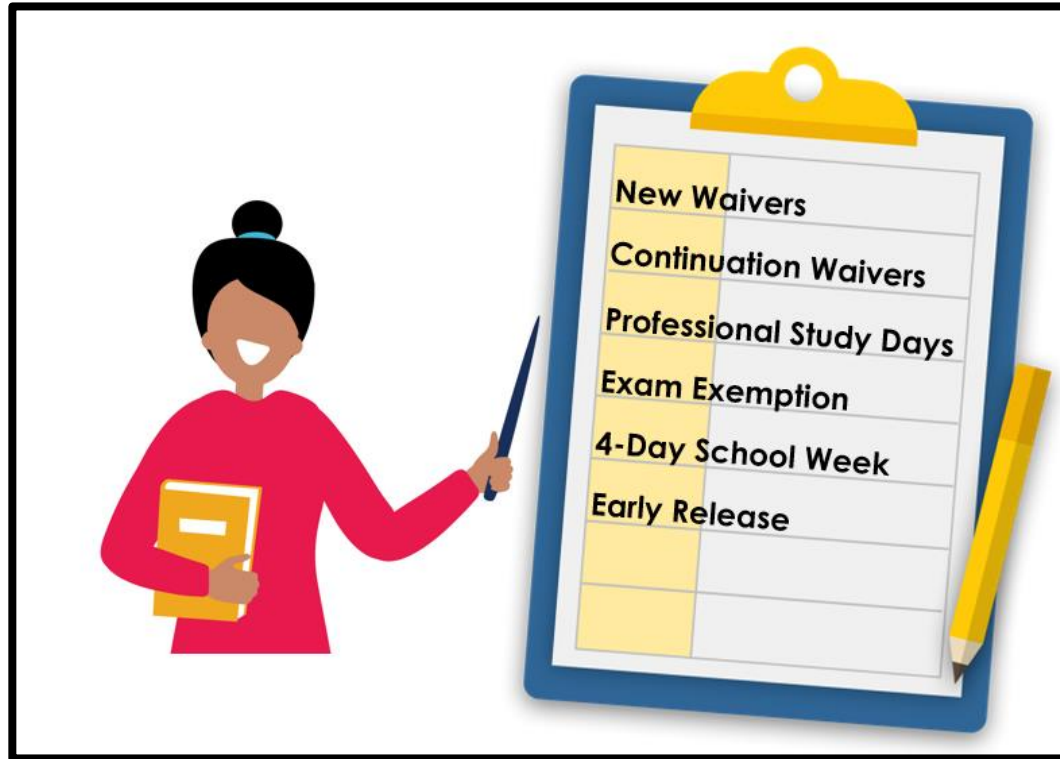 New Waivers
Continuation Waivers
Professional Study Days
Exam Exemption
4-Day School Week
Early Release